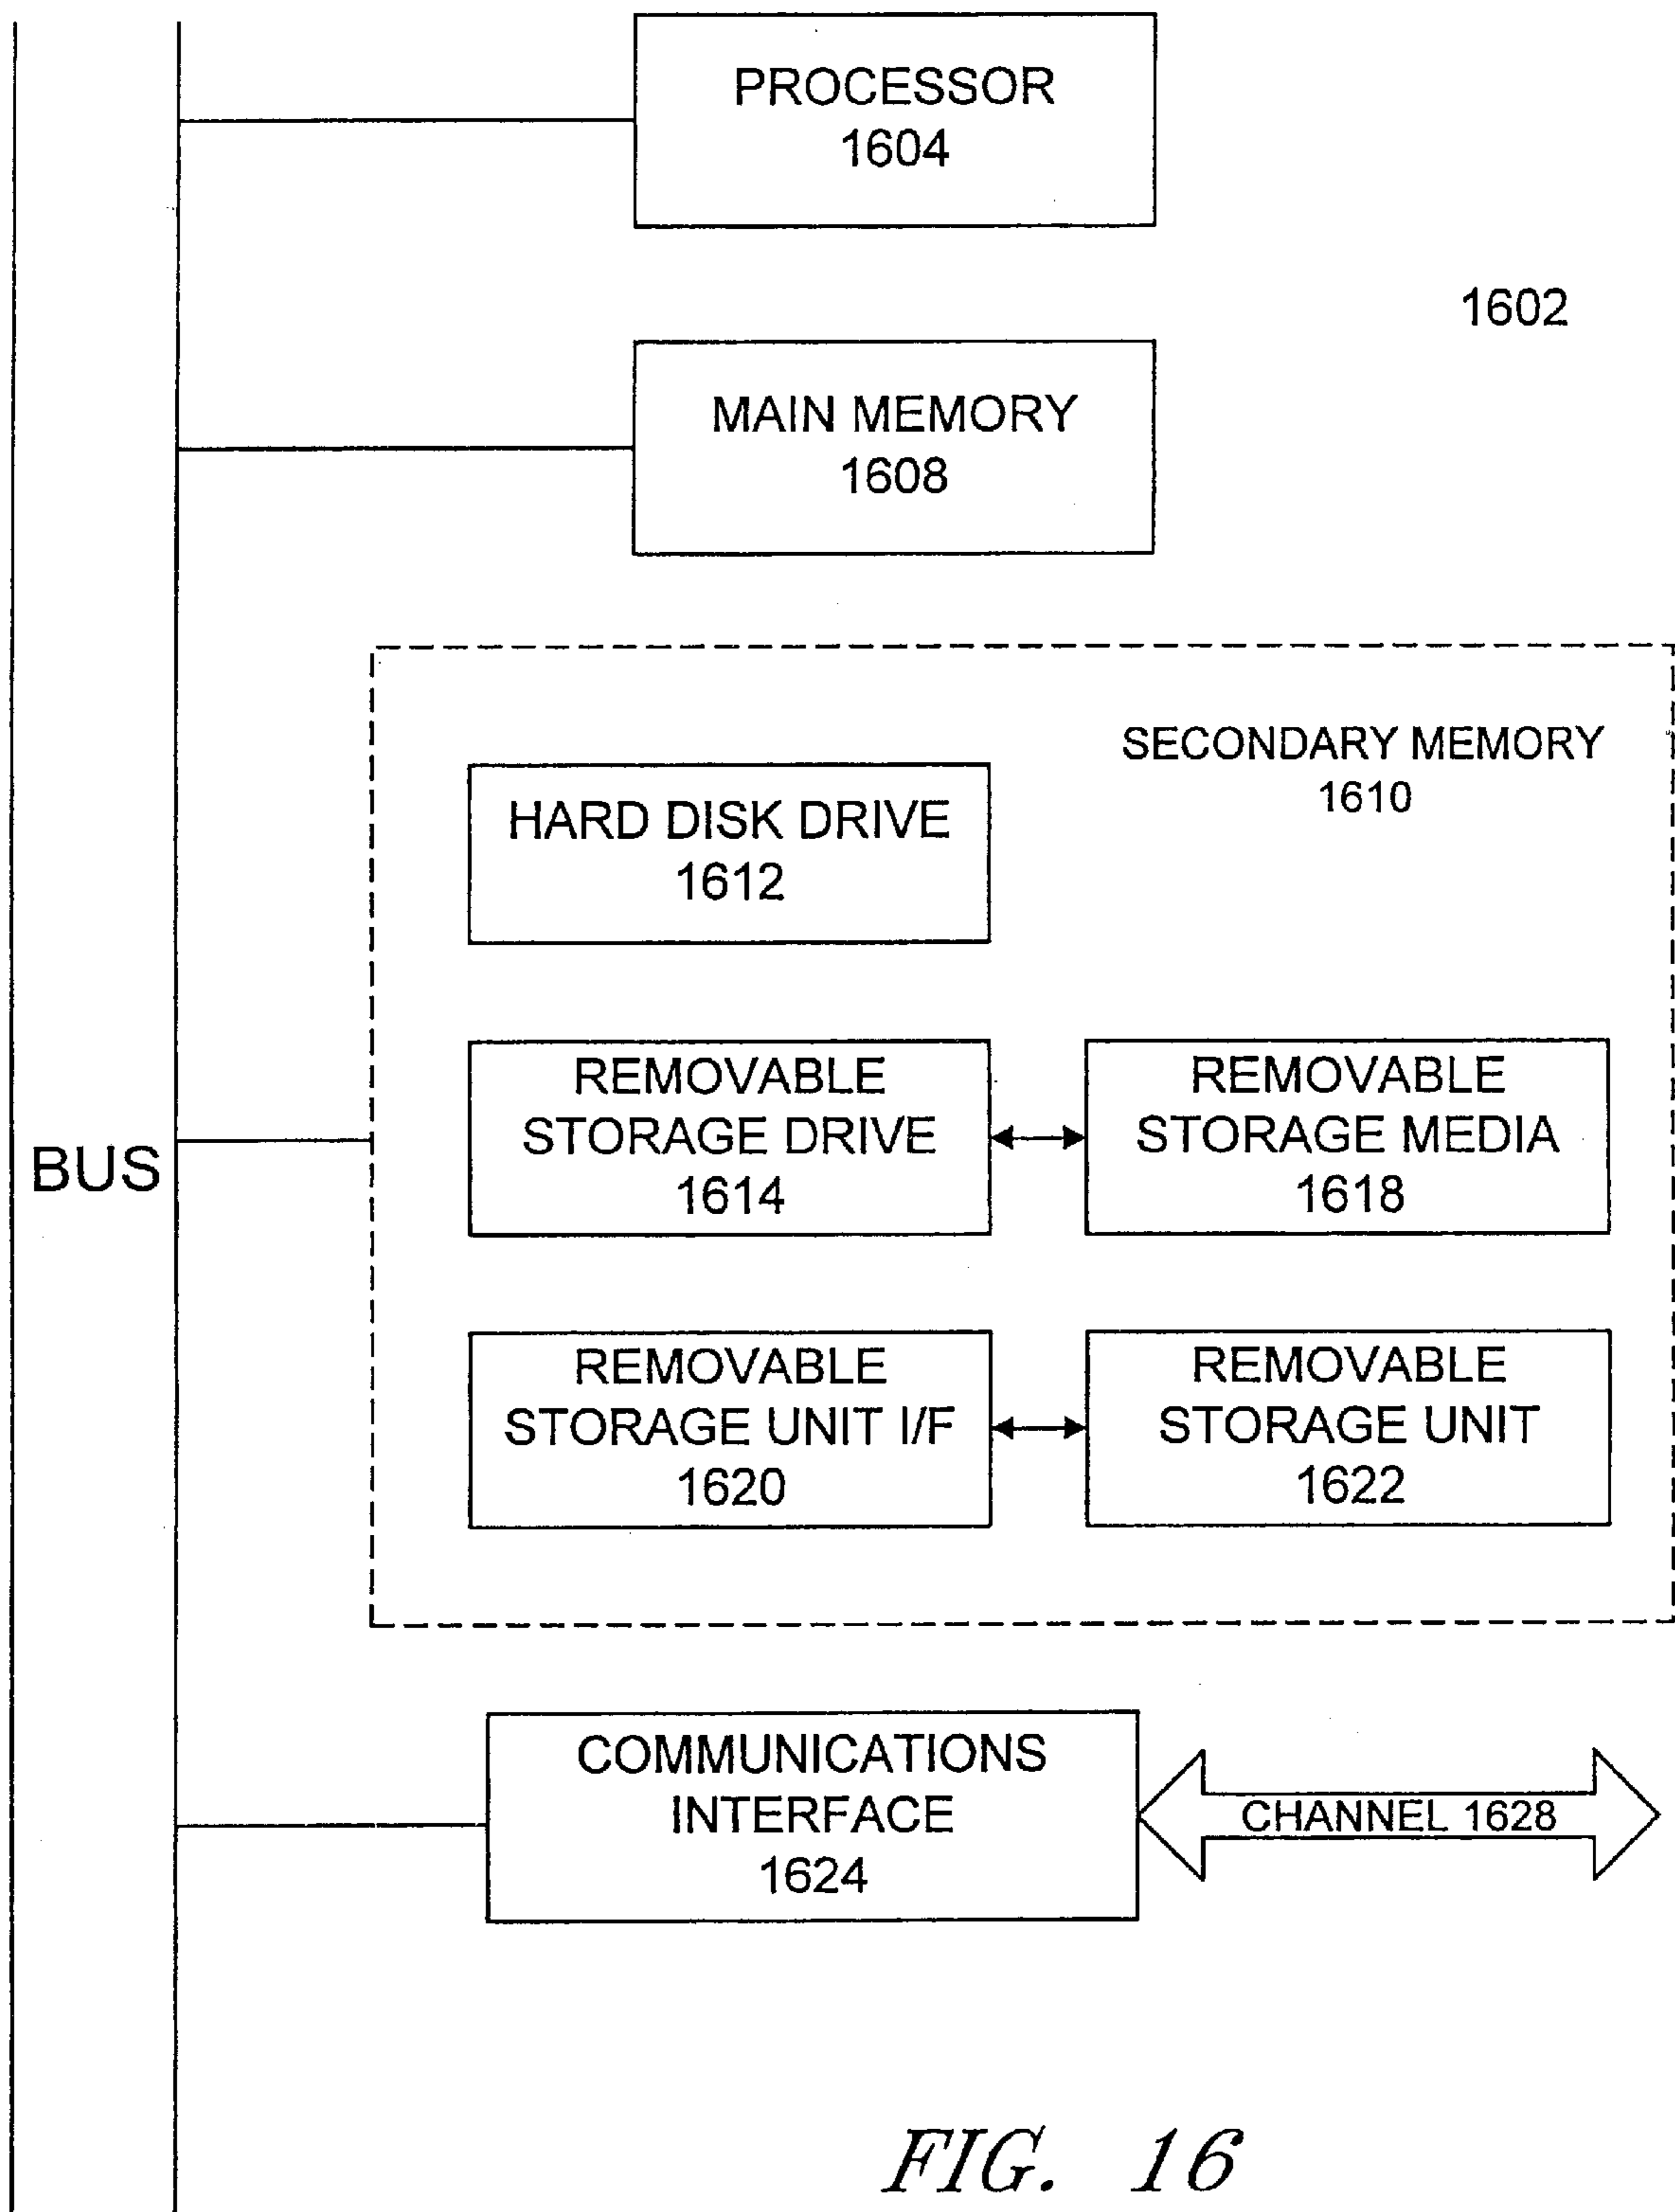 PROCESSOR
1604
1602
MAIN MEMORY
1608
SECONDARY MEMORY
1610
HARD DISK DRIVE
1612
REMOVABLE
STORAGE DRIVE
1614
REMOVABLE
STORAGE MEDIA
1618
BUS
REMOVABLE
STORAGE UNIT I/F
1620
REMOVABLE
STORAGE UNIT
1622
COMMUNICATIONS
INTERFACE
1624
CHANNEL 1628
FIG. 16